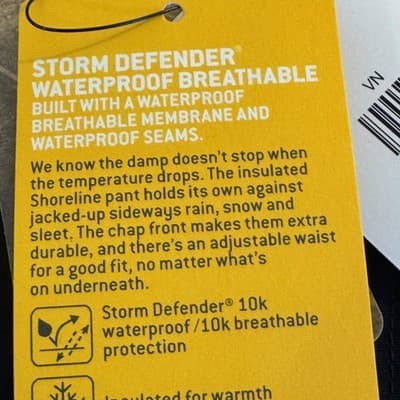 STORM DEFENDER®
WATERPROOF BREATHABLE
BUILT WITH A WATERPROOF
BREATHABLE MEMBRANE AND
WATERPROOF SEAMS.
We know the damp doesn't stop when
the temperature drops. The insulated
Shoreline pant holds its own against
jacked-up sideways rain, snow and
sleet. The chap front makes them extra
durable, and there's an adjustable waist
for a good fit, no matter what's
on underneath.
Storm Defender® 10k
waterproof/10k breathable
protection
Insulated for warmth
VN